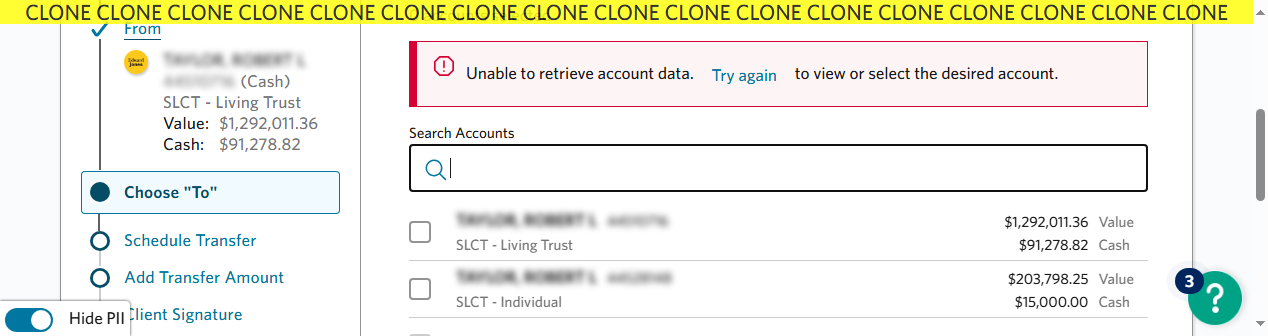 CLONE CLONE CLONE CLONE CLONE CLONE CLONE CLONE CLONE CLONE CLONE CLONE CLONE CLONE CLONE CLONE CLONE
From
Edward Jones
(Cash)
SLCT - Living Trust
Value: $1,292,011.36
Cash: $91,278.82
Choose "To"
Schedule Transfer
Add Transfer Amount
Client Signature
Hide PII
Unable to retrieve account data. Try again to view or select the desired account.
Search Accounts
$1,292,011.36 Value
SLCT - Living Trust $91,278.82 Cash
$203,798.25 Value
SLCT - Individual $15,000.00 Cash
3
?